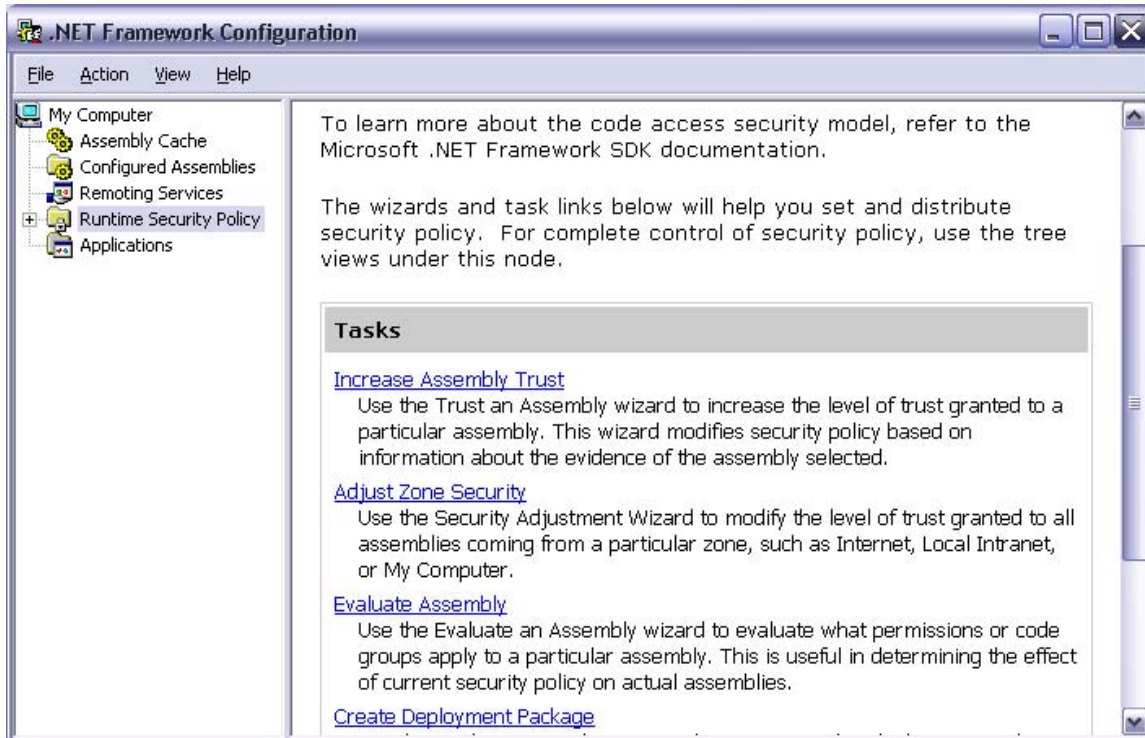 .NET Framework Configuration
File Action View Help
My Computer
Assembly Cache
Configured Assemblies
Remoting Services
Runtime Security Policy
Applications
To learn more about the code access security model, refer to the
Microsoft .NET Framework SDK documentation.
The wizards and task links below will help you set and distribute
security policy. For complete control of security policy, use the tree
views under this node.
Tasks
Increase Assembly Trust
Use the Trust an Assembly wizard to increase the level of trust granted to a
particular assembly. This wizard modifies security policy based on
information about the evidence of the assembly selected.
Adjust Zone Security
Use the Security Adjustment Wizard to modify the level of trust granted to all
assemblies coming from a particular zone, such as Internet, Local Intranet,
or My Computer.
Evaluate Assembly
Use the Evaluate an Assembly wizard to evaluate what permissions or code
groups apply to a particular assembly. This is useful in determining the effect
of current security policy on actual assemblies.
Create Deployment Package